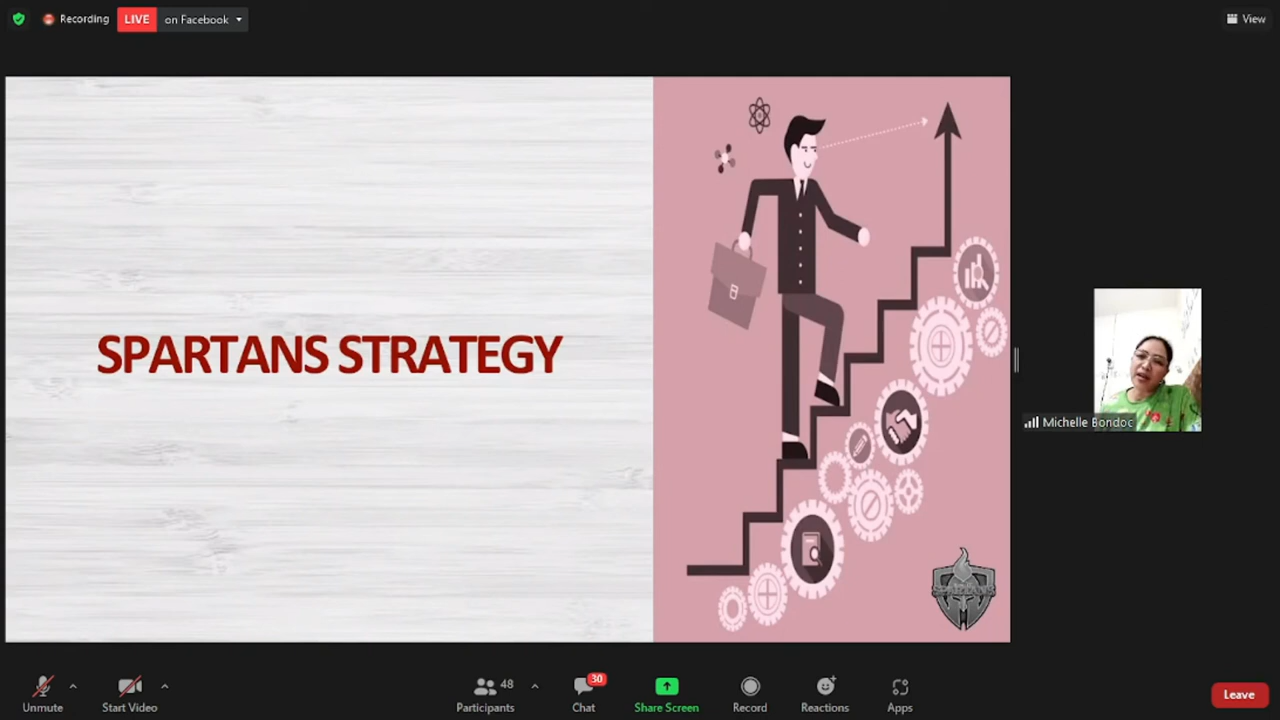 Recording
LIVE
on Facebook
View
SPARTANS STRATEGY
SPARTANS
Michelle Bondoc
Unmute
Start Video
48
Participants
30
Chat
Share Screen
Record
Reactions
Apps
Leave